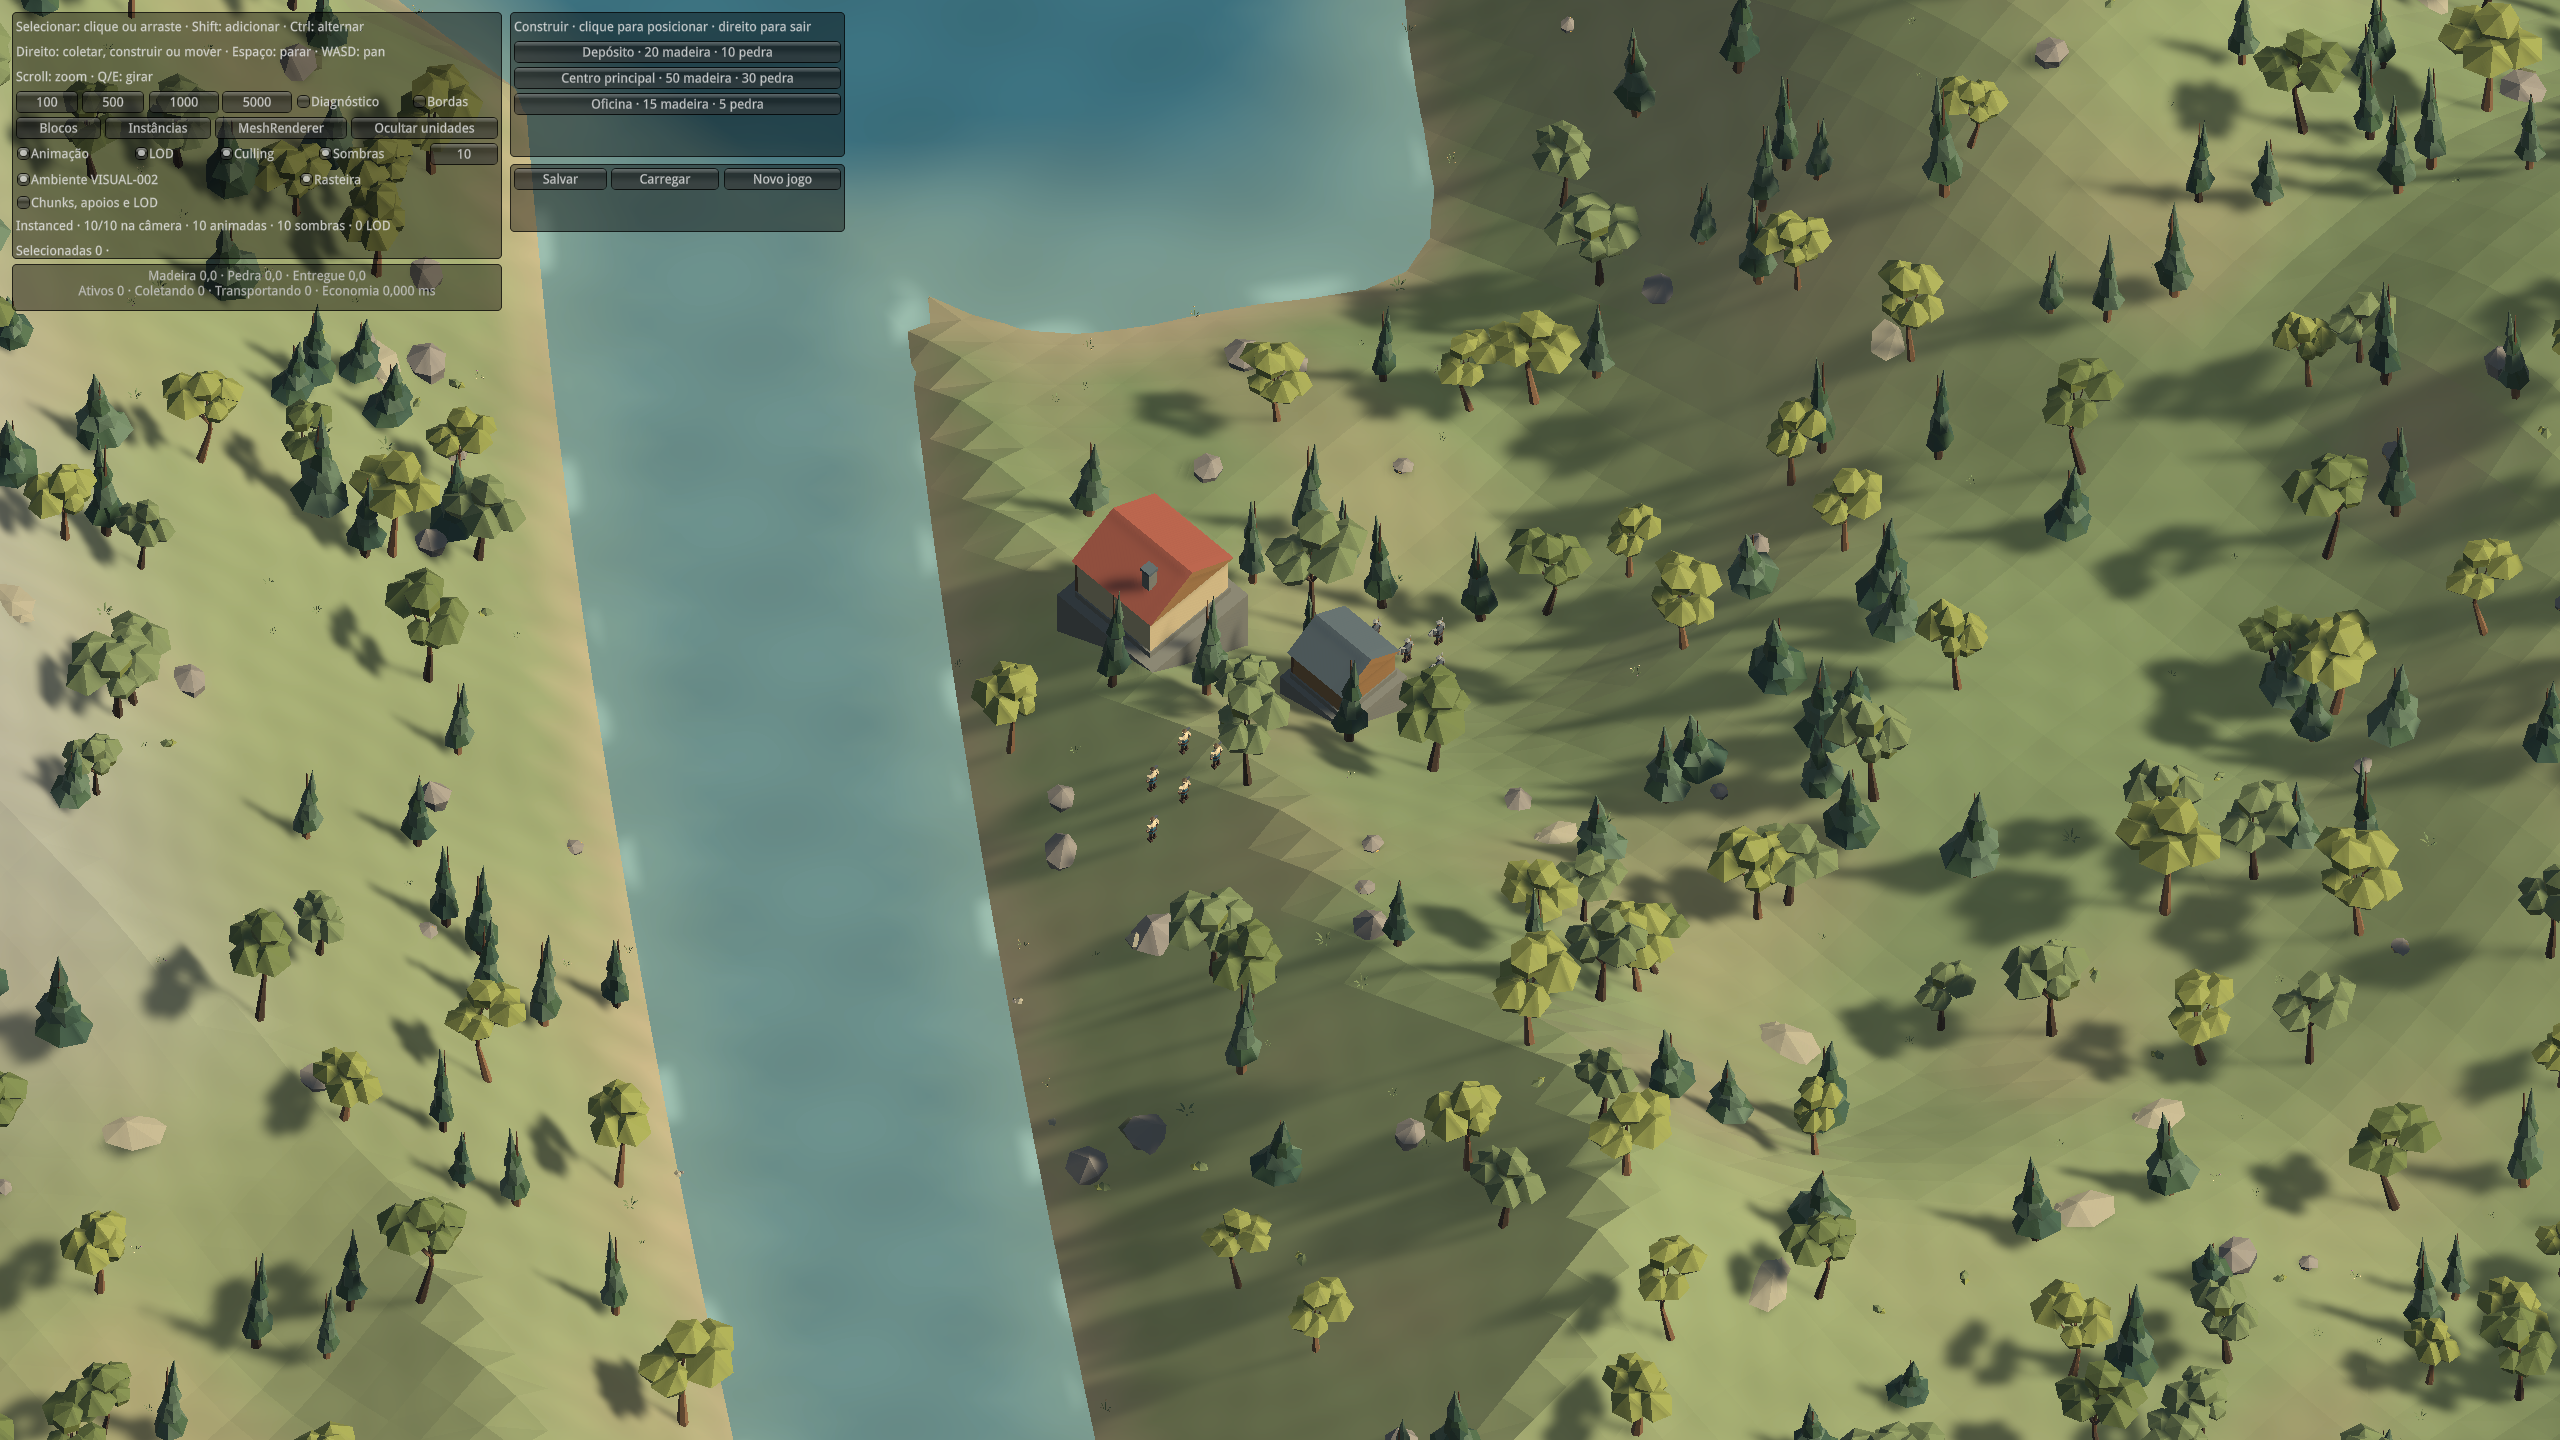 Selecionar: clique ou arraste · Shift: adicionar · Ctrl: alternar
Direito: coletar, construir ou mover · Espaço: parar · WASD: pan
Scroll: zoom · Q/E: girar
100 500 1000 5000 Diagnóstico Bordas
Blocos Instâncias MeshRenderer Ocultar unidades
Animação LOD Culling Sombras 10
Ambiente VISUAL-002 Rasteira
Chunks, apoios e LOD
Instanced · 10/10 na câmera · 10 animadas · 10 sombras · 0 LOD
Selecionadas 0 ·
Madeira 0,0 · Pedra 0,0 · Entregue 0,0
Ativos 0 · Coletando 0 · Transportando 0 · Economia 0,000 ms
Construir · clique para posicionar · direito para sair
Depósito · 20 madeira · 10 pedra
Centro principal · 50 madeira · 30 pedra
Oficina · 15 madeira · 5 pedra
Salvar Carregar Novo jogo